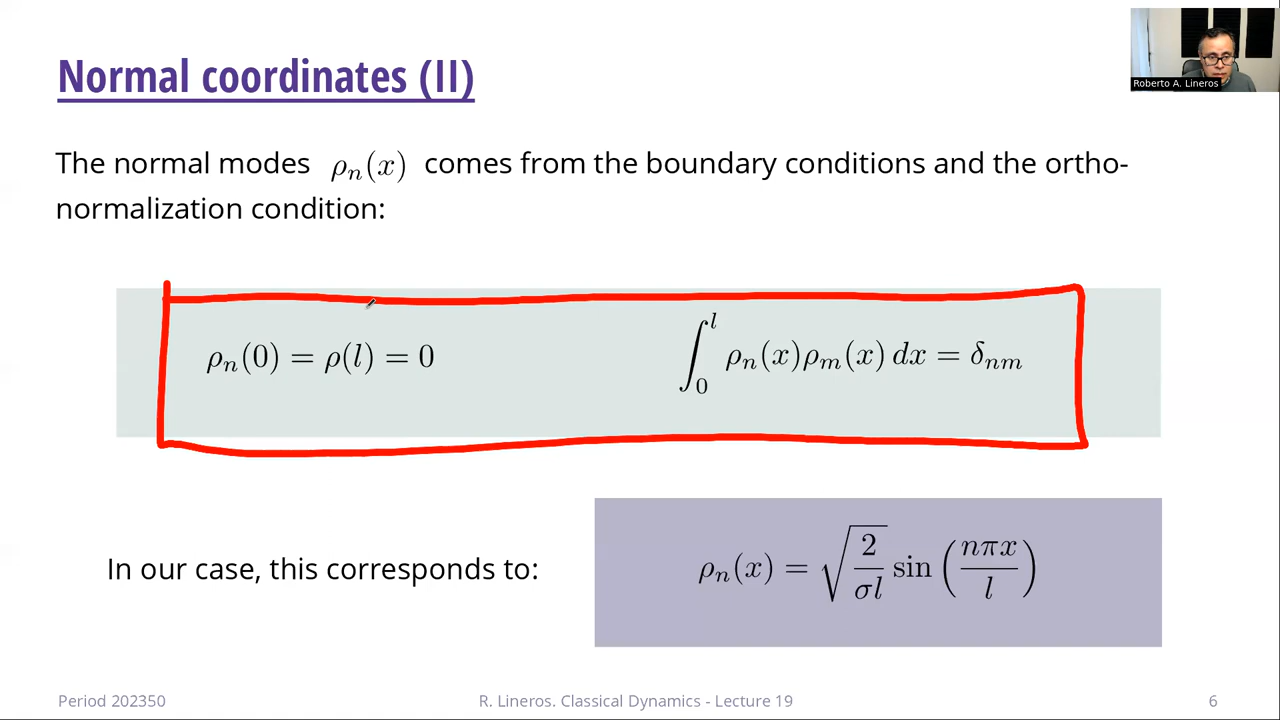 Normal coordinates (II)
Roberto A. Lineros
The normal modes ρₙ(x) comes from the boundary conditions and the ortho-
normalization condition:
ρₙ(0) = ρ(l) = 0
∫₀ˡ ρₙ(x)ρₘ(x) dx = δₙₘ
In our case, this corresponds to:
ρₙ(x) = √(2/σl) sin (nπx/l)
Period 202350
R. Lineros. Classical Dynamics - Lecture 19
6